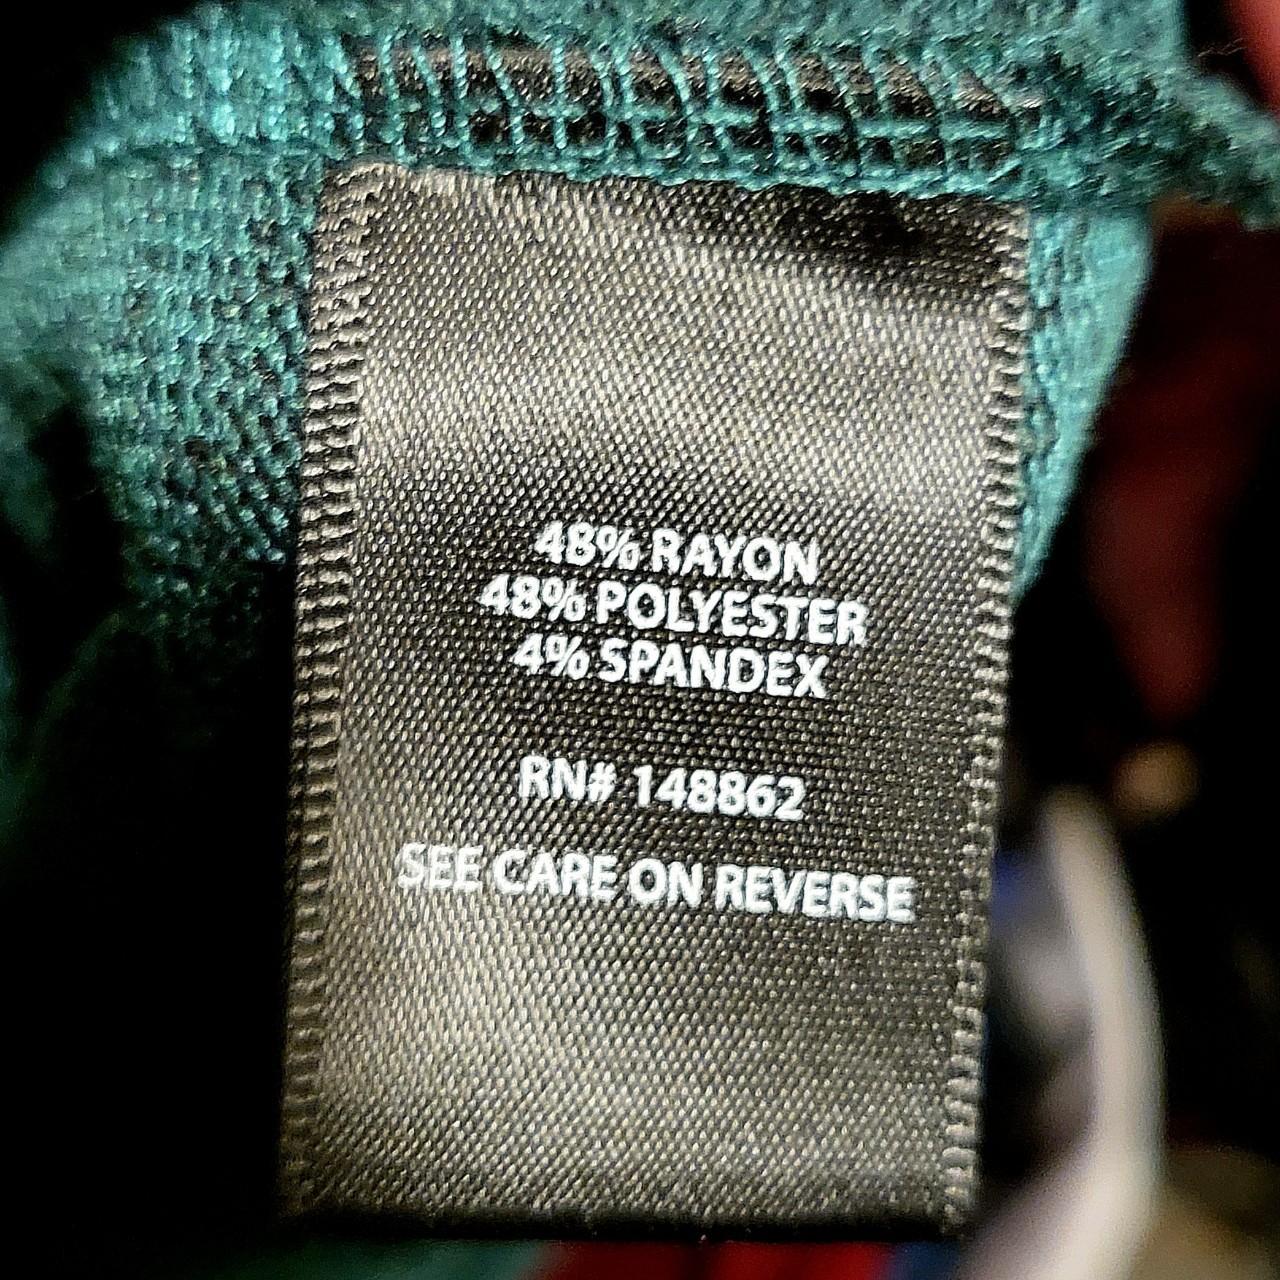 48% RAYON
48% POLYESTER
4% SPANDEX
RN# 148862
SEE CARE ON REVERSE